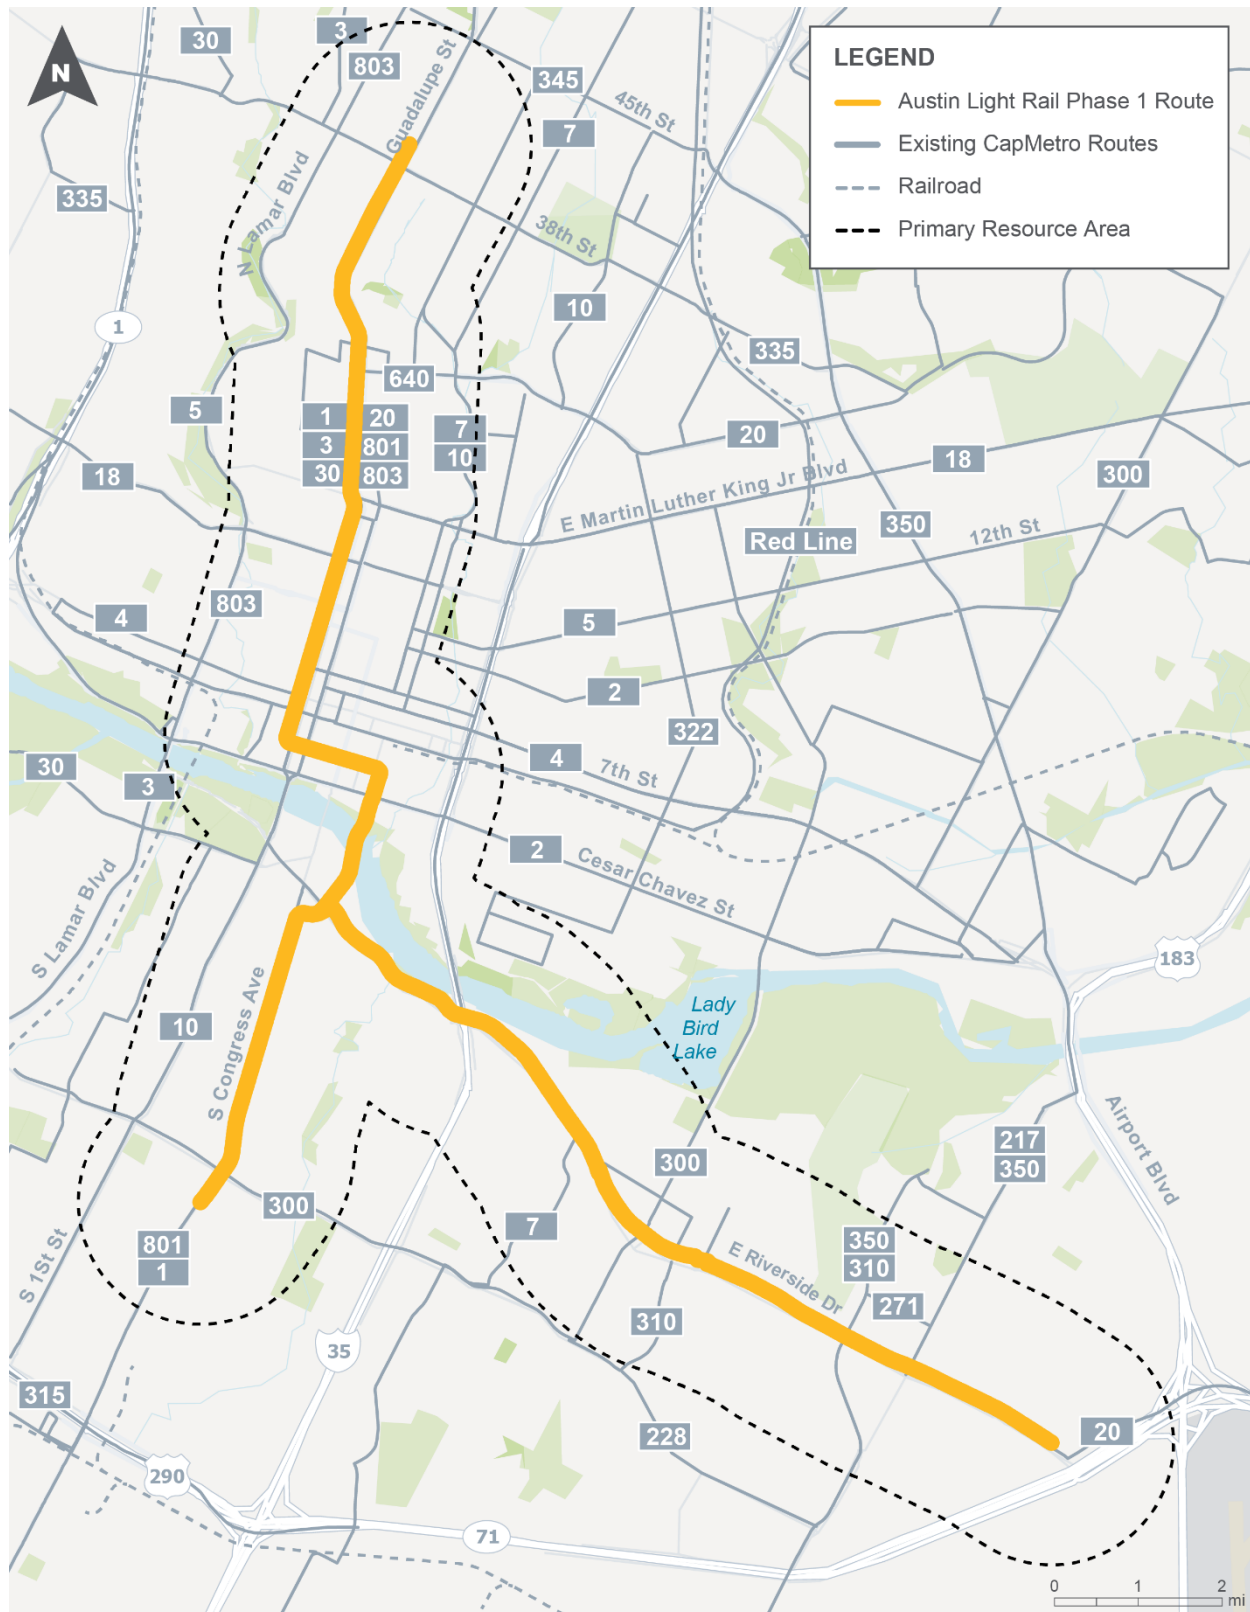 N
30
3
803
Guadalupe St
345
45th St
7
335
N Lamar Blvd
38th St
1
10
335
640
5
1
20
3
801
30
803
7
10
20
18
18
300
E Martin Luther King Jr Blvd
350
12th St
Red Line
803
4
5
2
322
4
7th St
30
3
2
Cesar Chavez St
S Lamar Blvd
183
Lady
Bird
Lake
S Congress Ave
10
Airport Blvd
217
350
300
300
7
801
1
S 1St St
E Riverside Dr
350
310
271
310
35
315
228
20
290
71
LEGEND
Austin Light Rail Phase 1 Route
Existing CapMetro Routes
Railroad
Primary Resource Area
0 1 2
mi